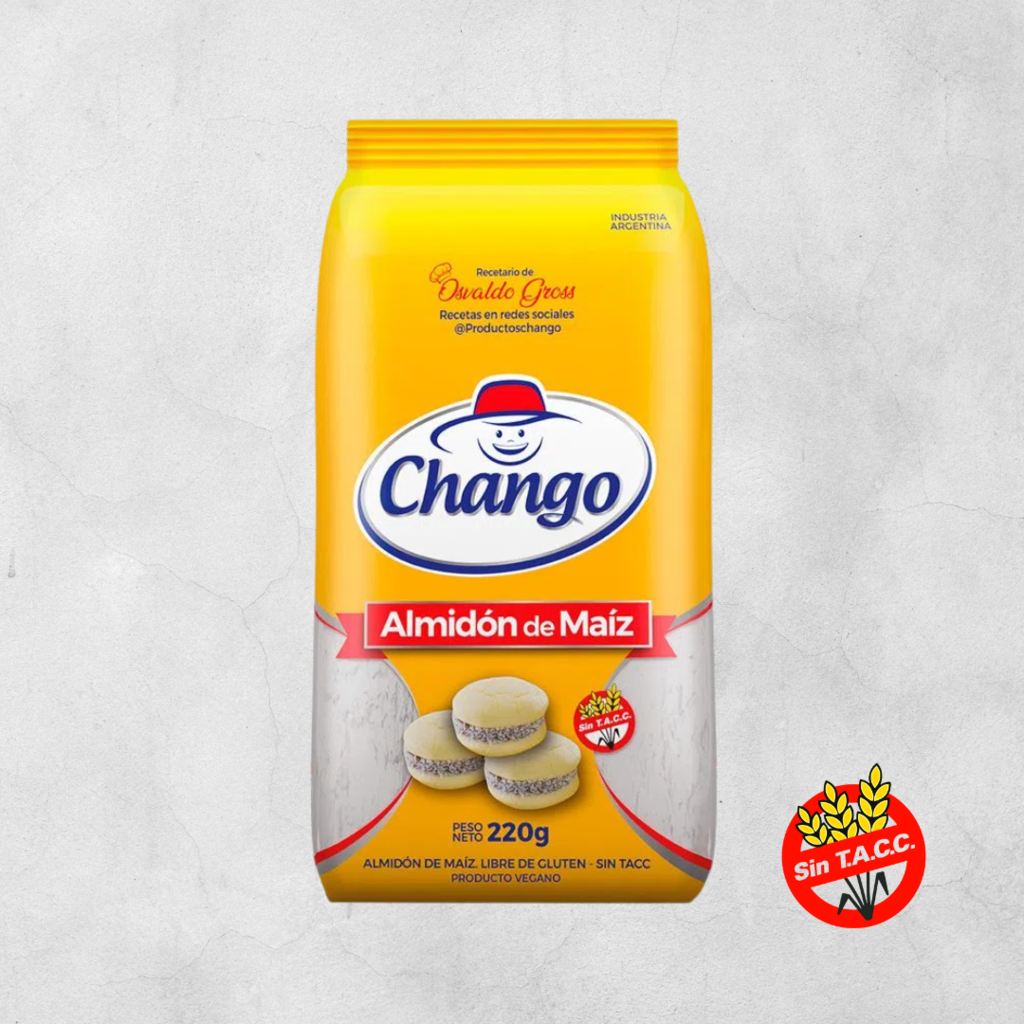 INDUSTRIA
ARGENTINA
Recetario de
Osvaldo Gross
Recetas en redes sociales
@Productoschango
Chango
Almidón de Maíz
Sin T.A.C.C.
PESO
NETO 220g
ALMIDÓN DE MAÍZ. LIBRE DE GLUTEN - SIN TACC
PRODUCTO VEGANO
Sin T.A.C.C.